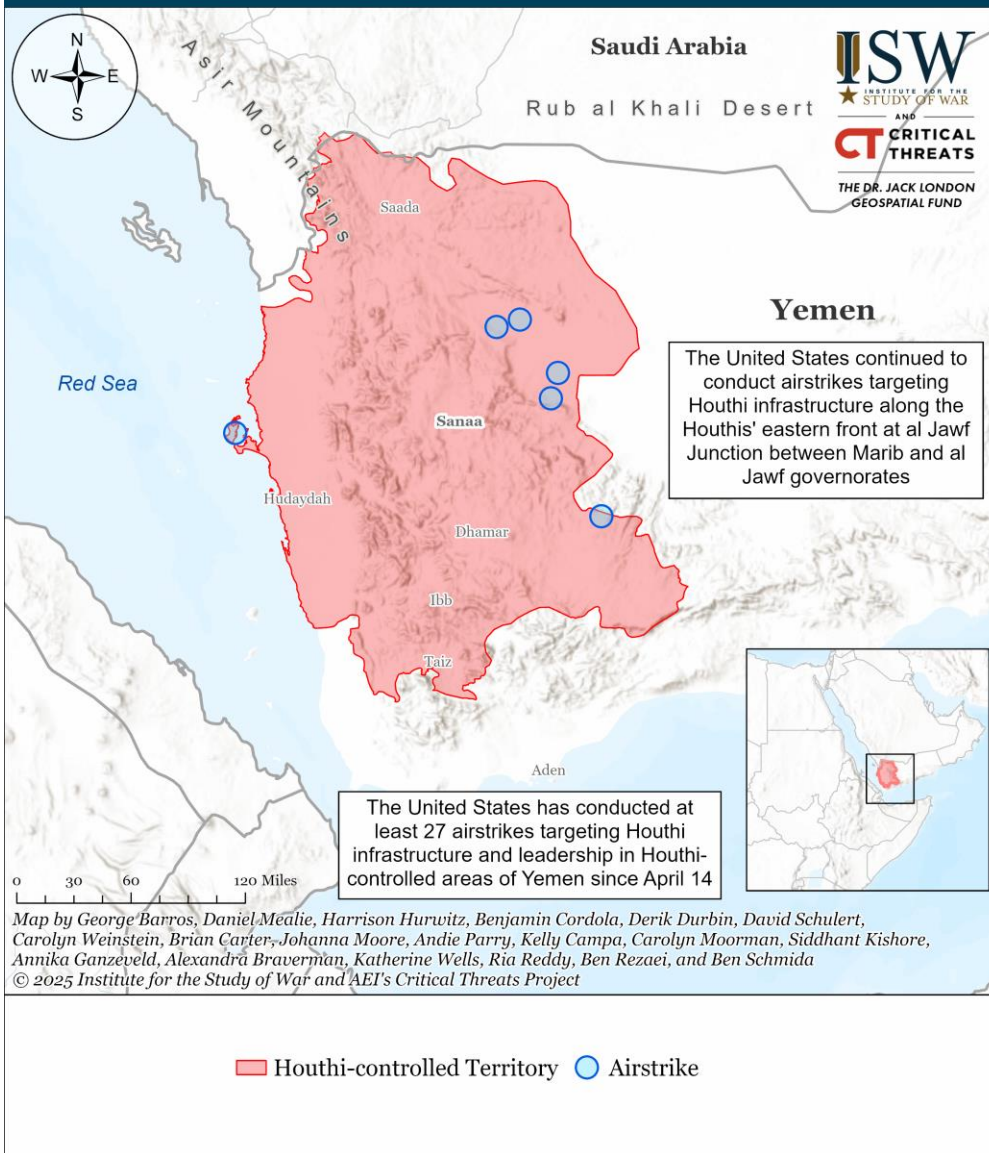 N
W E
S
Asir Mountains
Saudi Arabia
Rub al Khali Desert
ISW
INSTITUTE FOR THE
STUDY OF WAR
AND
CT CRITICAL
THREATS
THE DR. JACK LONDON
GEOSPATIAL FUND
Saada
Yemen
The United States continued to
conduct airstrikes targeting
Houthi infrastructure along the
Houthis' eastern front at al Jawf
Junction between Marib and al
Jawf governorates
Red Sea
Sanaa
Hudaydah
Dhamar
Ibb
Taiz
Aden
The United States has conducted at
least 27 airstrikes targeting Houthi
infrastructure and leadership in Houthi-
controlled areas of Yemen since April 14
0 30 60 120 Miles
Map by George Barros, Daniel Mealie, Harrison Hurwitz, Benjamin Cordola, Derik Durbin, David Schulert,
Carolyn Weinstein, Brian Carter, Johanna Moore, Andie Parry, Kelly Campa, Carolyn Moorman, Siddhant Kishore,
Annika Ganzeveld, Alexandra Braverman, Katherine Wells, Ria Reddy, Ben Rezaei, and Ben Schmida
© 2025 Institute for the Study of War and AEI's Critical Threats Project
Houthi-controlled Territory Airstrike